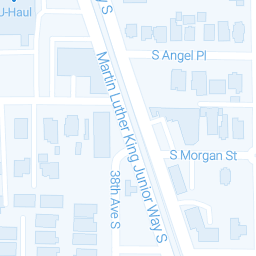 U-Haul
y S
S Angel Pl
Martin Luther King Junior Way S
S Morgan St
38th Ave S